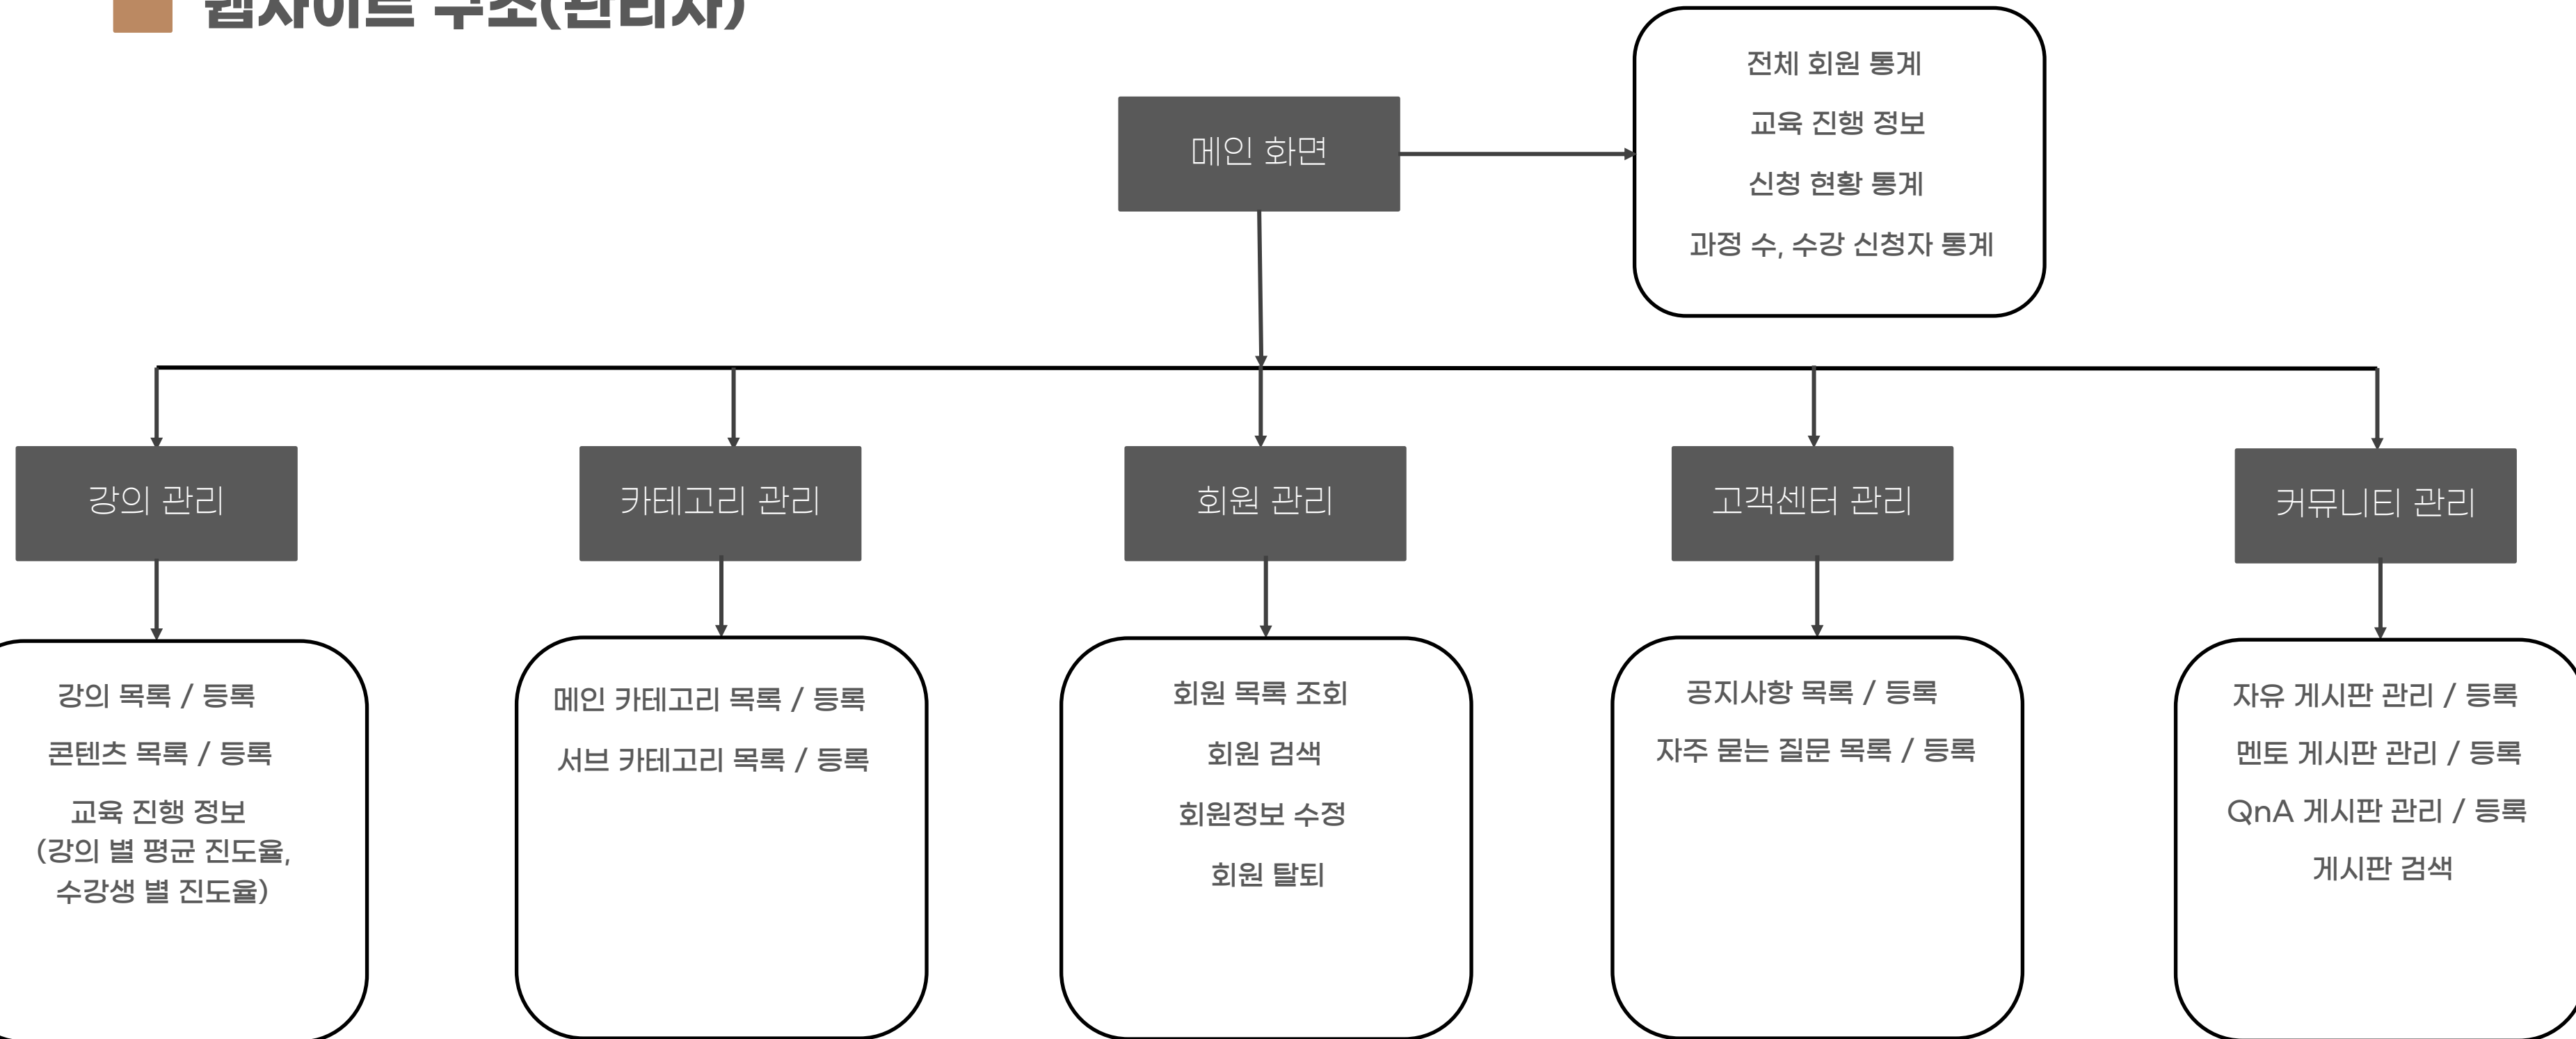 웹사이트 구조(관리자)
전체 회원 통계
교육 진행 정보
신청 현황 통계
과정 수, 수강 신청자 통계
메인 화면
강의 관리
카테고리 관리
회원 관리
고객센터 관리
커뮤니티 관리
강의 목록 / 등록
콘텐츠 목록 / 등록
교육 진행 정보
(강의 별 평균 진도율,
수강생 별 진도율)
메인 카테고리 목록 / 등록
서브 카테고리 목록 / 등록
회원 목록 조회
회원 검색
회원정보 수정
회원 탈퇴
공지사항 목록 / 등록
자주 묻는 질문 목록 / 등록
자유 게시판 관리 / 등록
멘토 게시판 관리 / 등록
QnA 게시판 관리 / 등록
게시판 검색